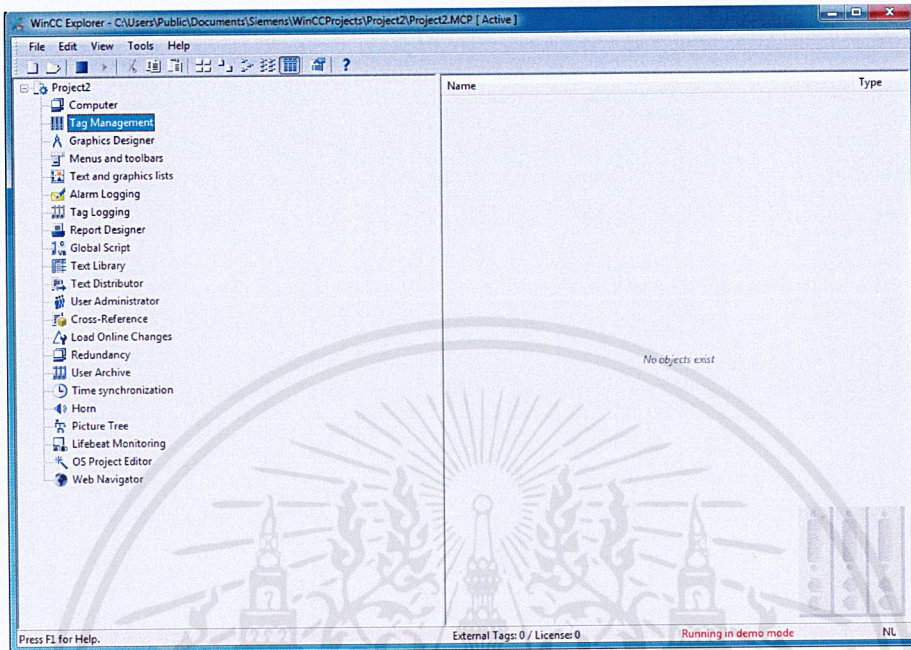 WinCC Explorer - C:\Users\Public\Documents\Siemens\WinCCProjects\Project2\Project2.MCP [ Active ]
File Edit View Tools Help
Project2
Name Type
Computer
Tag Management
Graphics Designer
Menus and toolbars
Text and graphics lists
Alarm Logging
Tag Logging
Report Designer
Global Script
Text Library
Text Distributor
User Administrator
Cross-Reference
Load Online Changes
Redundancy
No objects exist
User Archive
Time synchronization
Horn
Picture Tree
Lifebeat Monitoring
OS Project Editor
Web Navigator
Press F1 for Help. External Tags: 0 / License: 0 Running in demo mode NU